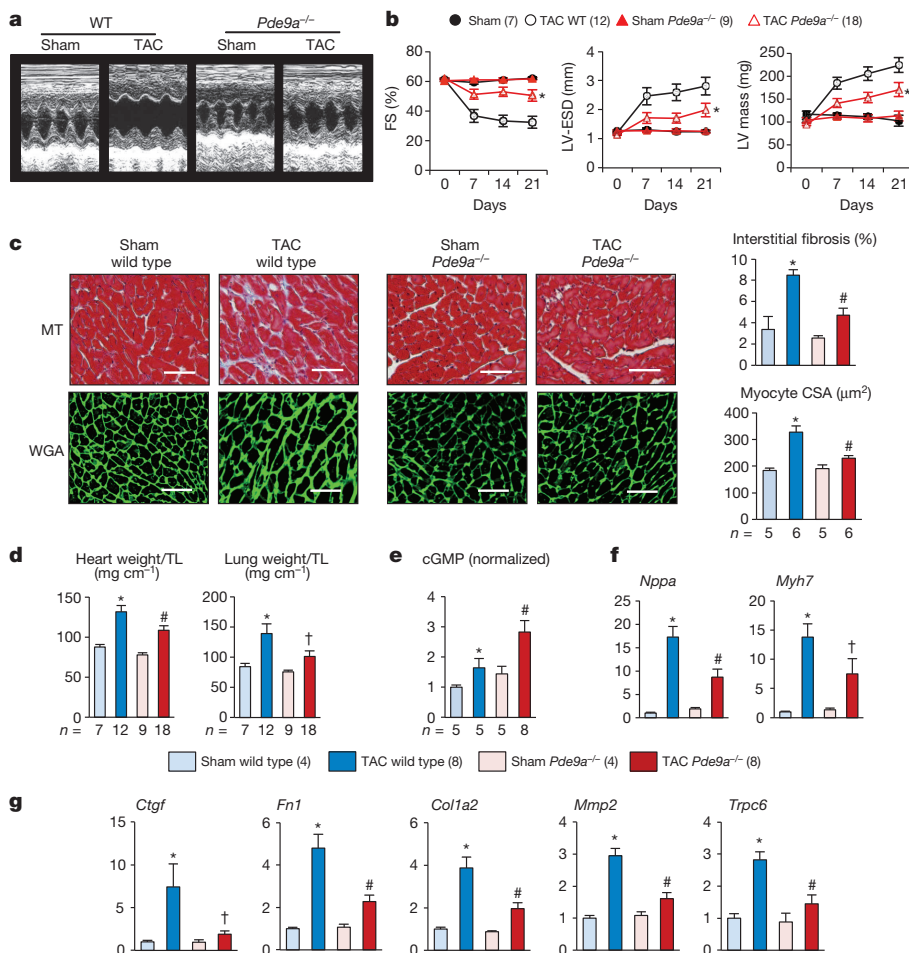 a
WT
Pde9a⁻/⁻
Sham
TAC
Sham
TAC
b
Sham (7)
TAC WT (12)
Sham Pde9a⁻/⁻ (9)
TAC Pde9a⁻/⁻ (18)
FS (%)
80
60
40
20
0
*
0 7 14 21
Days
LV-ESD (mm)
4
3
2
1
0
*
0 7 14 21
Days
LV mass (mg)
250
200
150
100
50
0
*
0 7 14 21
Days
c
Sham
wild type
TAC
wild type
Sham
Pde9a⁻/⁻
TAC
Pde9a⁻/⁻
MT
WGA
Interstitial fibrosis (%)
10
8
6
4
2
0
*
#
Myocyte CSA (μm²)
400
300
200
100
0
*
#
n = 5 6 5 6
d
Heart weight/TL
(mg cm⁻¹)
150
100
50
0
*
#
n = 7 12 9 18
Lung weight/TL
(mg cm⁻¹)
200
150
100
50
0
*
†
n = 7 12 9 18
e
cGMP (normalized)
4
3
2
1
0
*
#
n = 5 5 5 8
f
Nppa
25
20
15
10
5
0
*
#
Myh7
20
15
10
5
0
*
†
Sham wild type (4)
TAC wild type (8)
Sham Pde9a⁻/⁻ (4)
TAC Pde9a⁻/⁻ (8)
g
Ctgf
15
10
5
0
*
†
Fn1
6
4
2
0
*
#
Col1a2
6
4
2
0
*
#
Mmp2
4
3
2
1
0
*
#
Trpc6
4
3
2
1
0
*
#